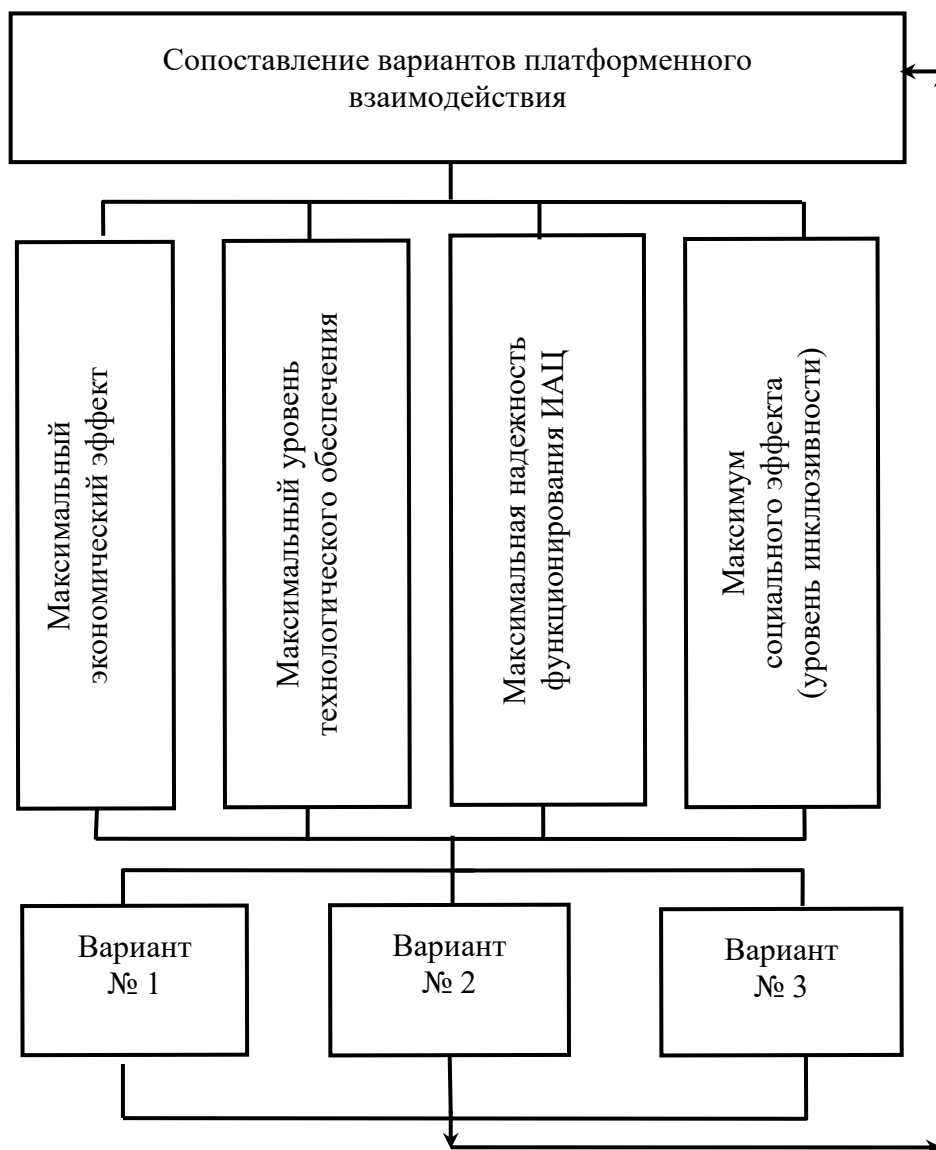 Сопоставление вариантов платформенного
взаимодействия
Максимальный
экономический эффект
Максимальный уровень
технологического обеспечения
Максимальная надежность
функционирования ИАЦ
Максимум
социального эффекта
(уровень инклюзивности)
Вариант
№ 1
Вариант
№ 2
Вариант
№ 3